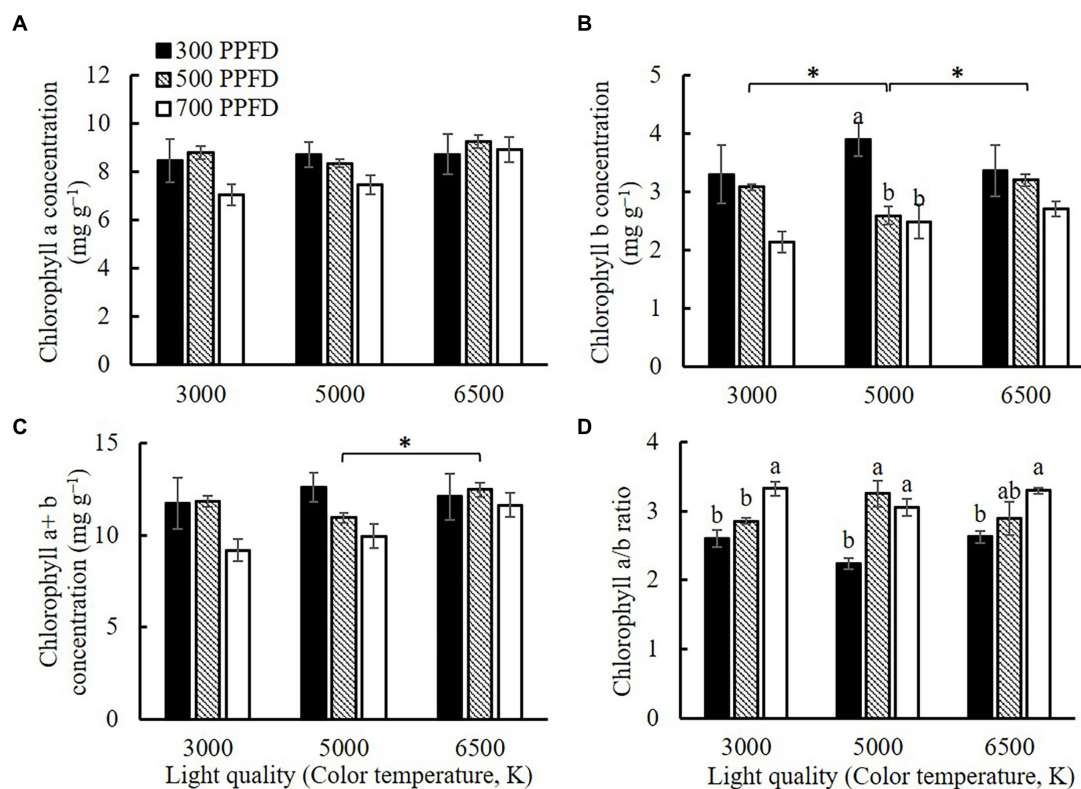 A
300 PPFD
500 PPFD
700 PPFD
Chlorophyll a concentration
(mg g⁻¹)
12
10
8
6
4
2
0
3000 5000 6500
B
Chlorophyll b concentration
(mg g⁻¹)
5
4
3
2
1
0
* *
a
b b
3000 5000 6500
C
Chlorophyll a+ b
concentration (mg g⁻¹)
15
10
5
0
*
3000 5000 6500
Light quality (Color temperature, K)
D
Chlorophyll a/b ratio
4
3
2
1
0
b b a
b a a
b ab a
3000 5000 6500
Light quality (Color temperature, K)